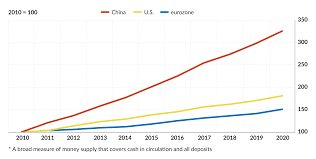 2010 = 100
China
U.S.
eurozone
350
300
250
200
150
100
2010 2011 2012 2013 2014 2015 2016 2017 2018 2019 2020
* A broad measure of money supply that covers cash in circulation and all deposits